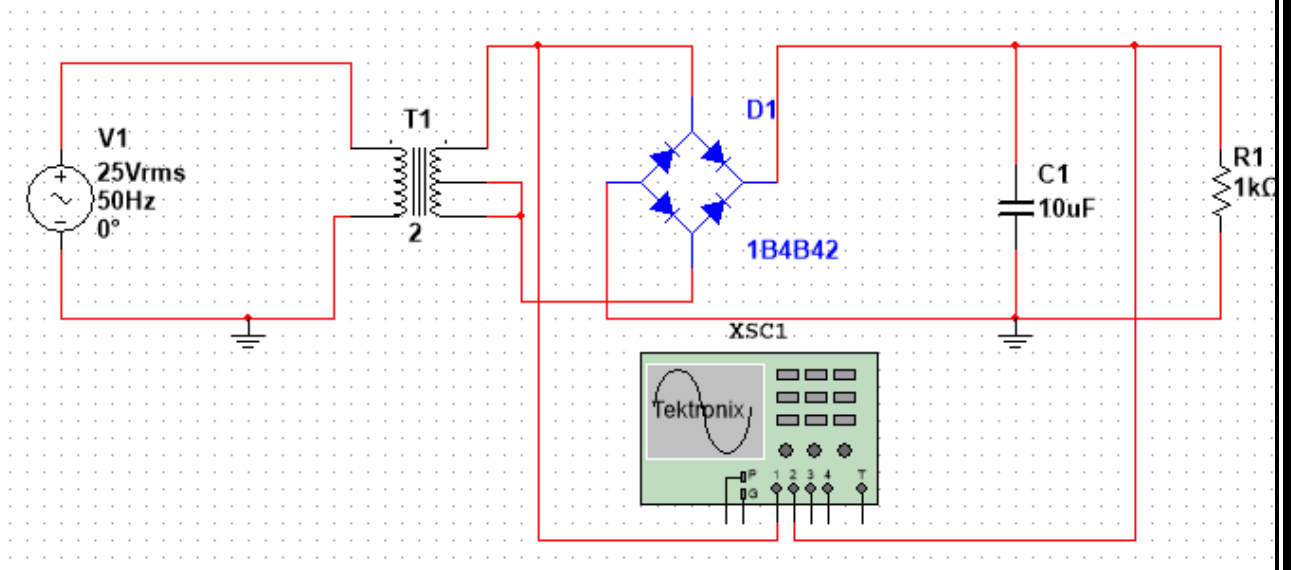 V1
25Vrms
50Hz
0°
T1
2
D1
1B4B42
C1
10uF
R1
1kΩ
XSC1
Tektronix
P
G
1 2 3 4 T